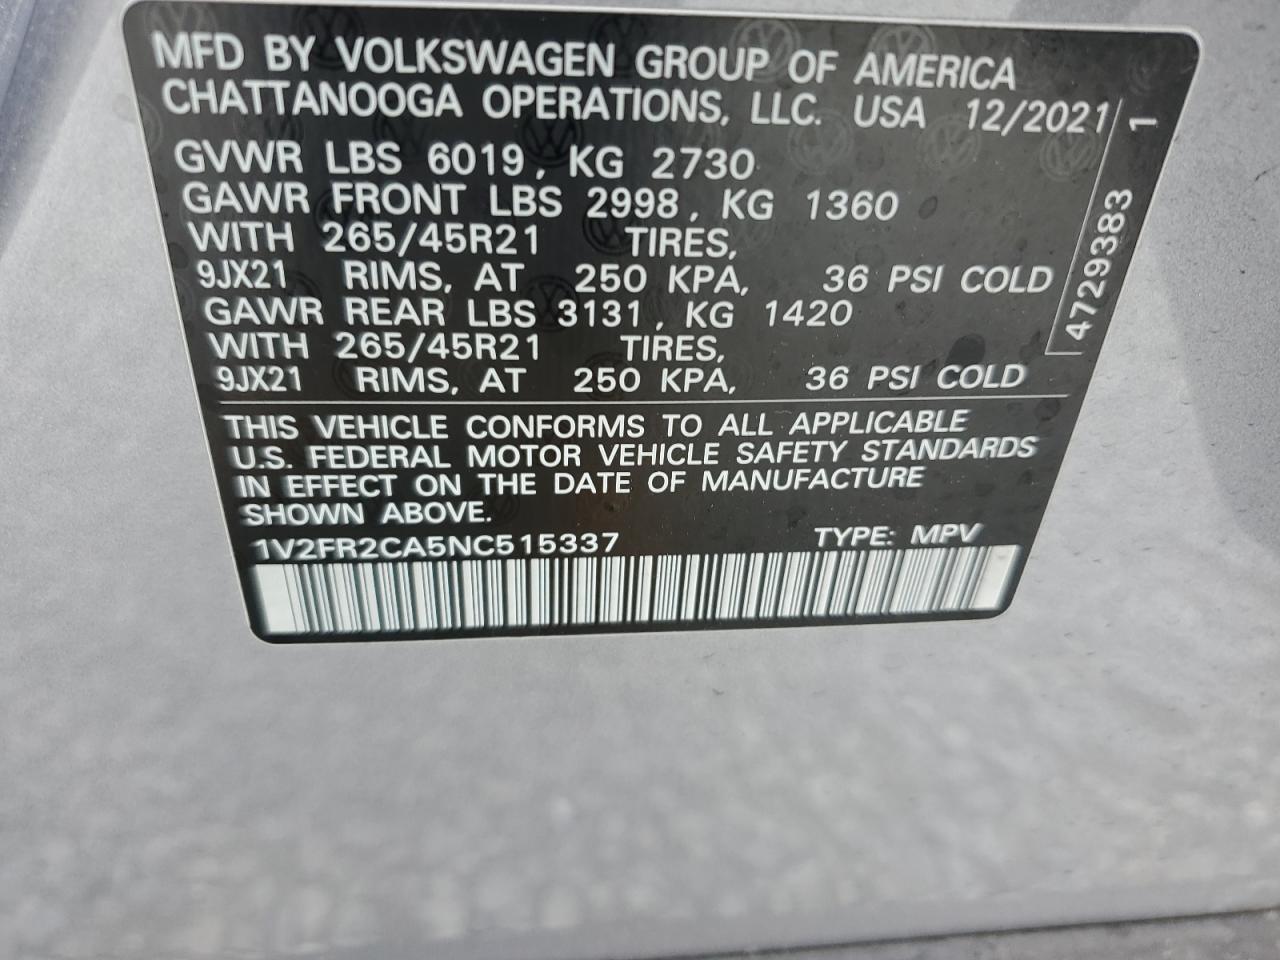 MFD BY VOLKSWAGEN GROUP OF AMERICA
CHATTANOOGA OPERATIONS, LLC. USA 12/2021
GVWR LBS 6019, KG 2730
GAWR FRONT LBS 2998, KG 1360
WITH 265/45R21 TIRES,
9JX21 RIMS, AT 250 KPA, 36 PSI COLD
GAWR REAR LBS 3131, KG 1420
WITH 265/45R21 TIRES,
9JX21 RIMS, AT 250 KPA, 36 PSI COLD
THIS VEHICLE CONFORMS TO ALL APPLICABLE
U.S. FEDERAL MOTOR VEHICLE SAFETY STANDARDS
IN EFFECT ON THE DATE OF MANUFACTURE
SHOWN ABOVE.
1V2FR2CA5NC515337 TYPE: MPV
4729383 1